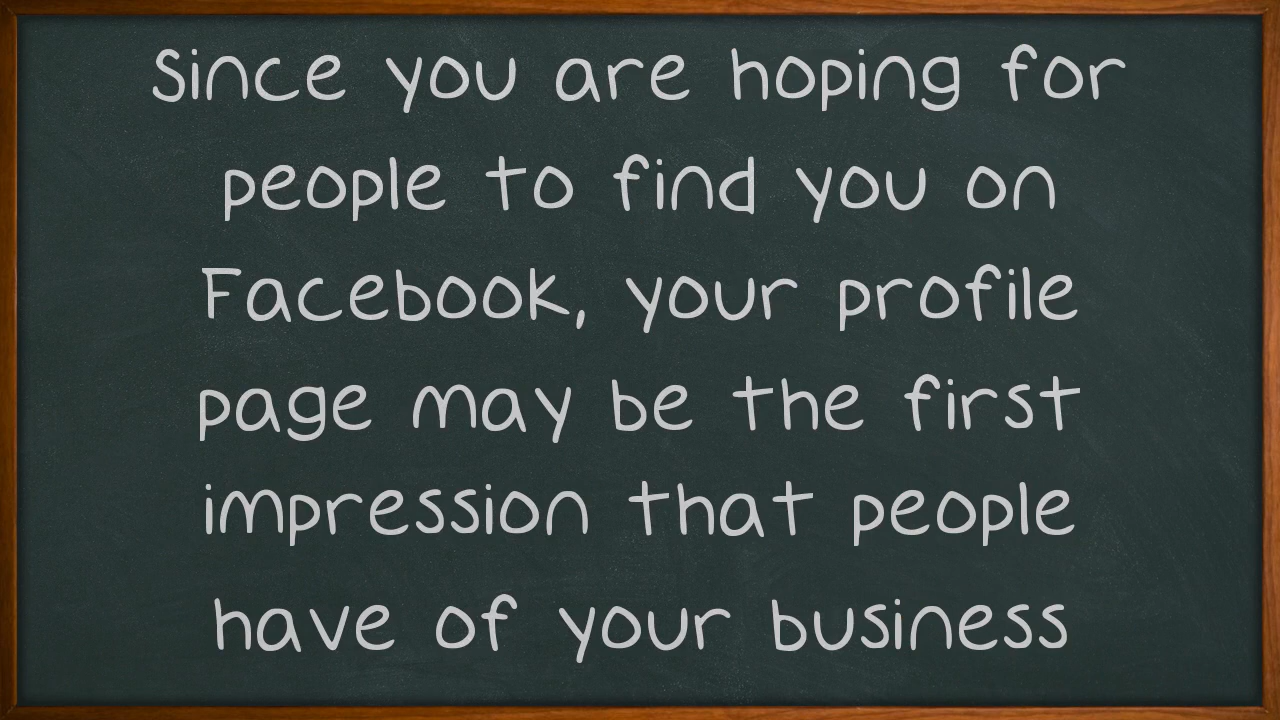 Since you are hoping for
people to find you on
Facebook, your profile
page may be the first
impression that people
have of your business